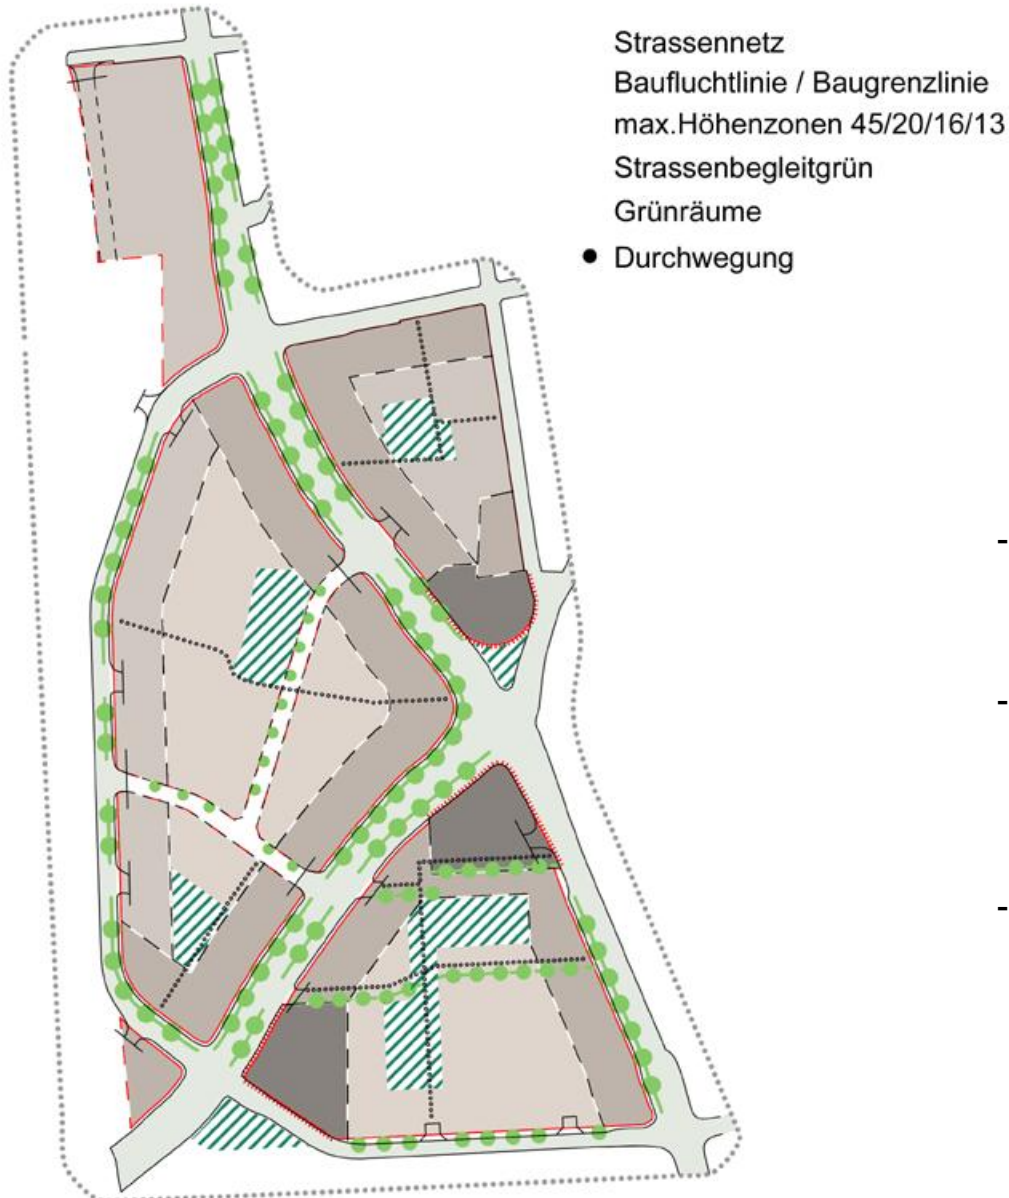 Strassennetz
Baufluchtlinie / Baugrenzlinie
max.Höhenzonen 45/20/16/13
Strassenbegleitgrün
Grünräume
● Durchwegung
-
-
-